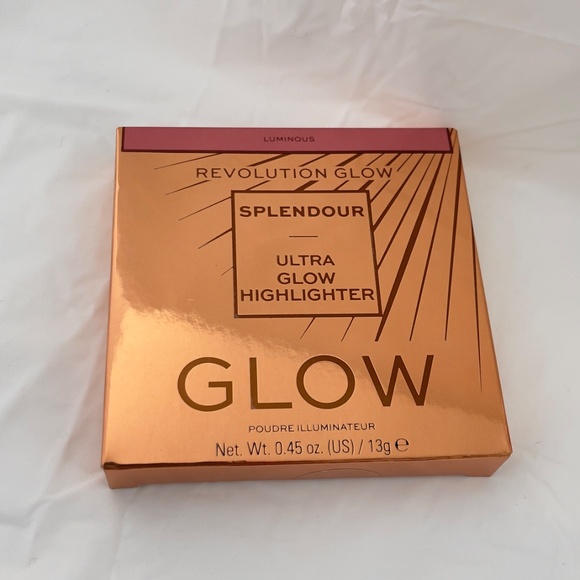 LUMINOUS
REVOLUTION GLOW
SPLENDOUR
ULTRA
GLOW
HIGHLIGHTER
GLOW
POUDRE ILLUMINATEUR
Net. Wt. 0.45 oz. (US) / 13g ℮